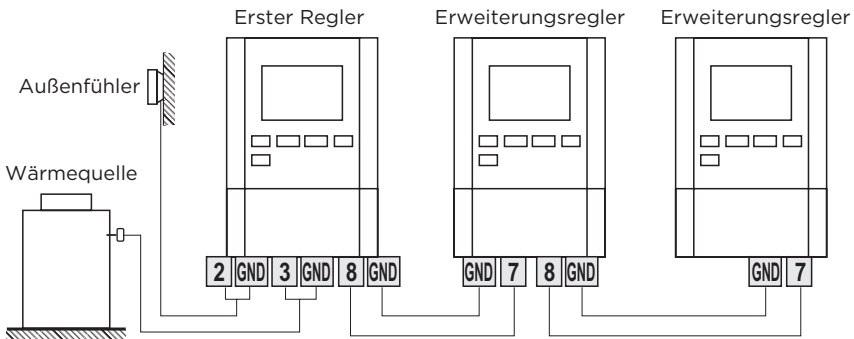 Erster Regler
Erweiterungsregler
Erweiterungsregler
Außenfühler
Wärmequelle
2 GND 3 GND 8 GND
GND 7 8 GND
GND 7